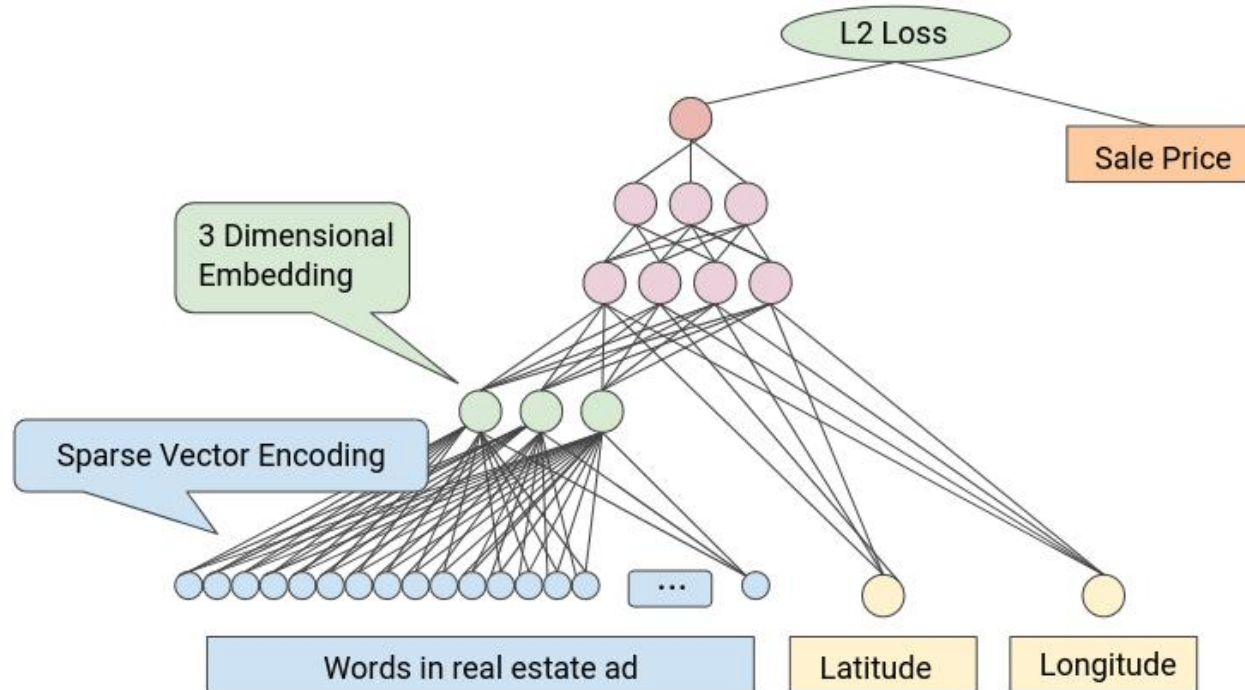 L2 Loss
Sale Price
3 Dimensional
Embedding
Sparse Vector Encoding
...
Words in real estate ad
Latitude
Longitude